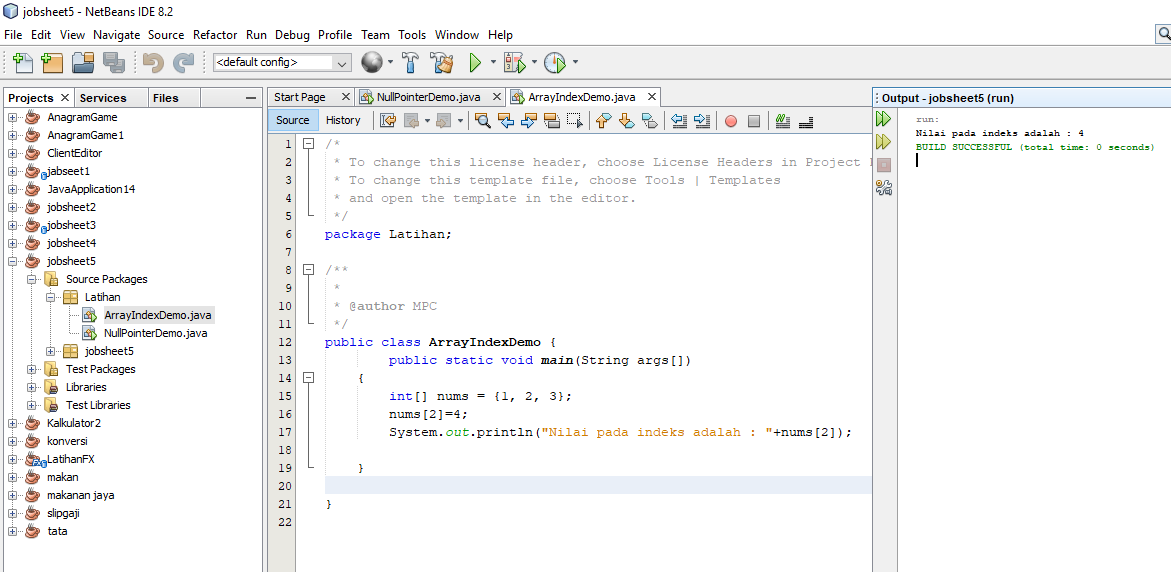 jobsheet5 - NetBeans IDE 8.2
File Edit View Navigate Source Refactor Run Debug Profile Team Tools Window Help
<default config>
Projects Services Files
AnagramGame
AnagramGame1
ClientEditor
jabseet1
JavaApplication14
jobsheet2
jobsheet3
jobsheet4
jobsheet5
Source Packages
Latihan
ArrayIndexDemo.java
NullPointerDemo.java
jobsheet5
Test Packages
Libraries
Test Libraries
Kalkulator2
konversi
LatihanFX
makan
makanan jaya
slipgaji
tata
Start Page NullPointerDemo.java ArrayIndexDemo.java
Source History
1 /*
2 * To change this license header, choose License Headers in Project
3 * To change this template file, choose Tools | Templates
4 * and open the template in the editor.
5 */
6 package Latihan;
7
8 /**
9 *
10 * @author MPC
11 */
12 public class ArrayIndexDemo {
13 public static void main(String args[])
14 {
15 int[] nums = {1, 2, 3};
16 nums[2]=4;
17 System.out.println("Nilai pada indeks adalah : "+nums[2]);
18
19 }
20
21 }
22
Output - jobsheet5 (run)
run:
Nilai pada indeks adalah : 4
BUILD SUCCESSFUL (total time: 0 seconds)